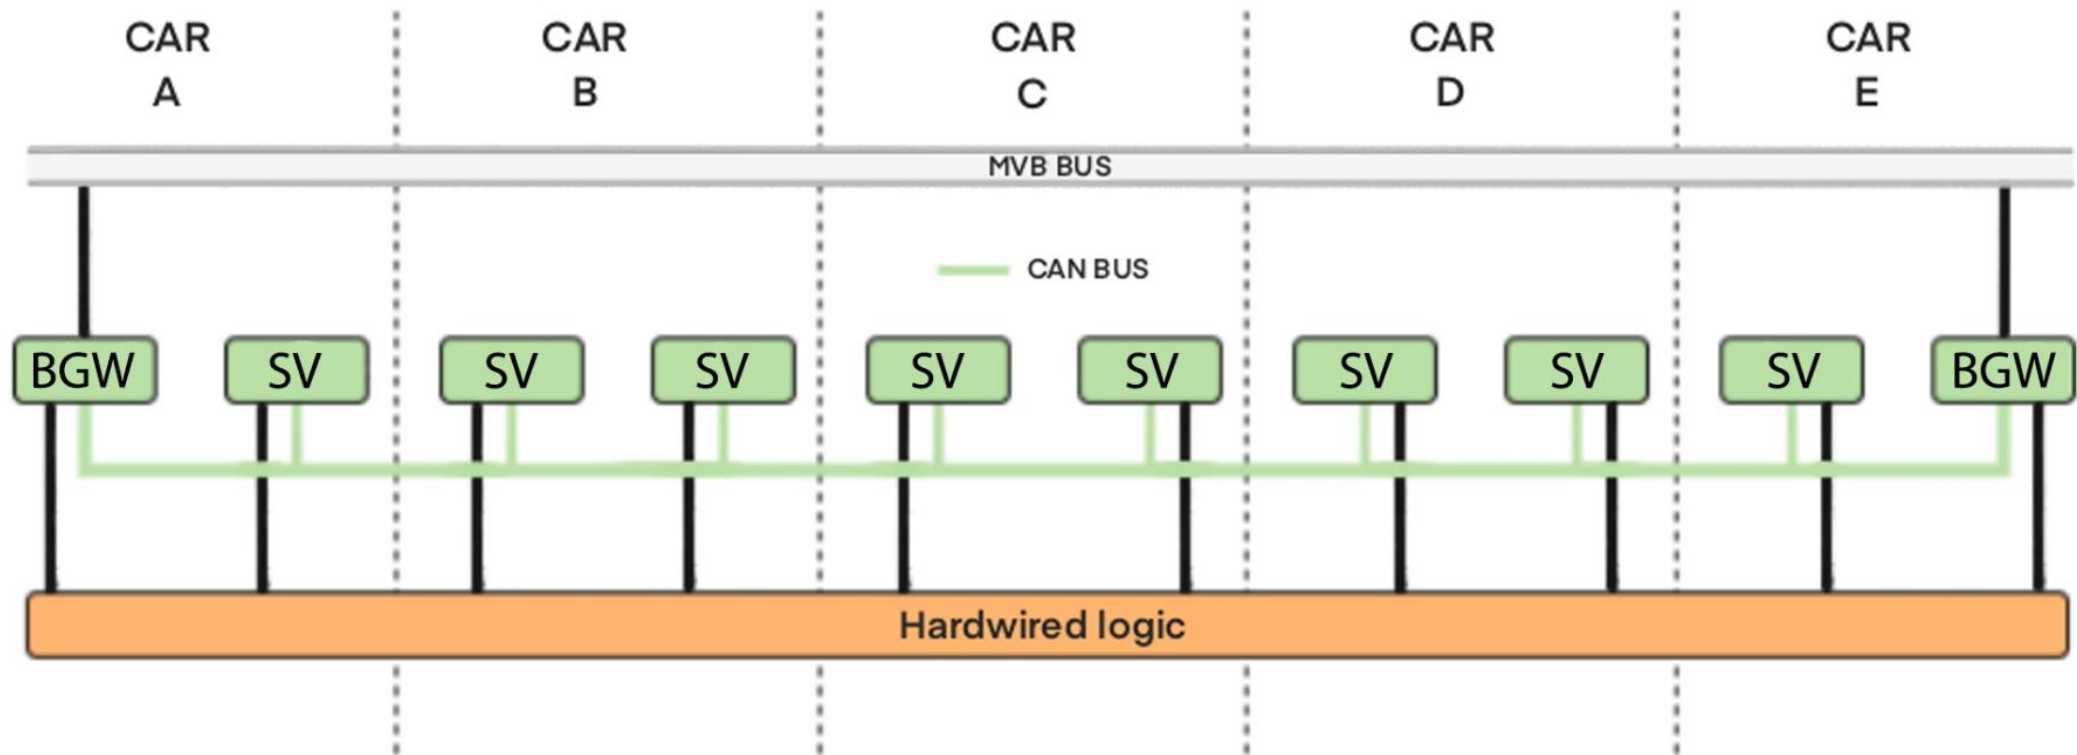 CAR
A
CAR
B
CAR
C
CAR
D
CAR
E
MVB BUS
CAN BUS
BGW
SV
SV
SV
SV
SV
SV
SV
SV
BGW
Hardwired logic